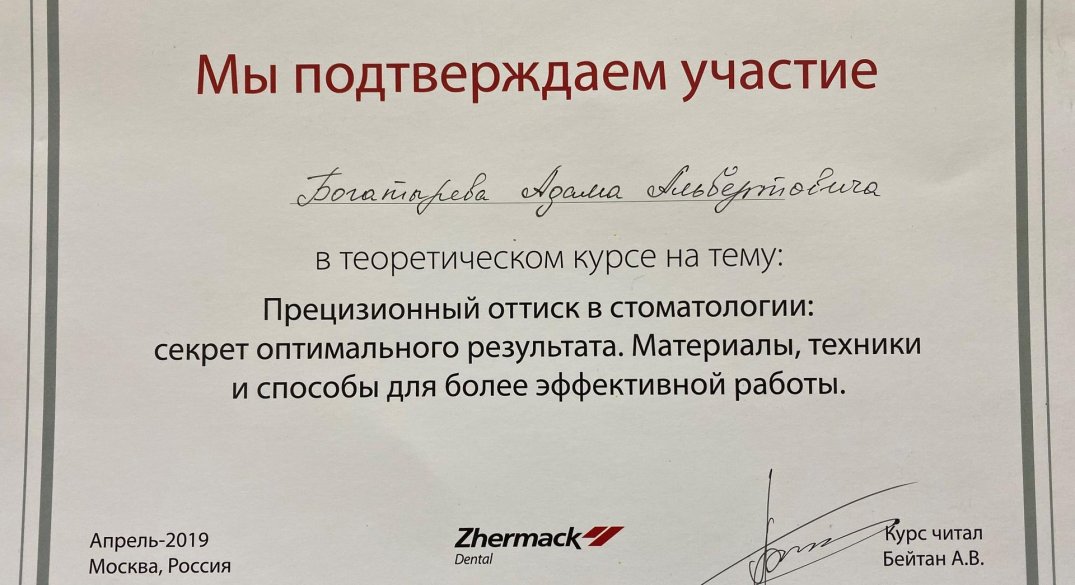 Мы подтверждаем участие
Богатырева Адама Альбертовича
в теоретическом курсе на тему:
Прецизионный оттиск в стоматологии:
секрет оптимального результата. Материалы, техники
и способы для более эффективной работы.
Апрель-2019
Москва, Россия
Zhermack
Dental
Курс читал
Бейтан А.В.